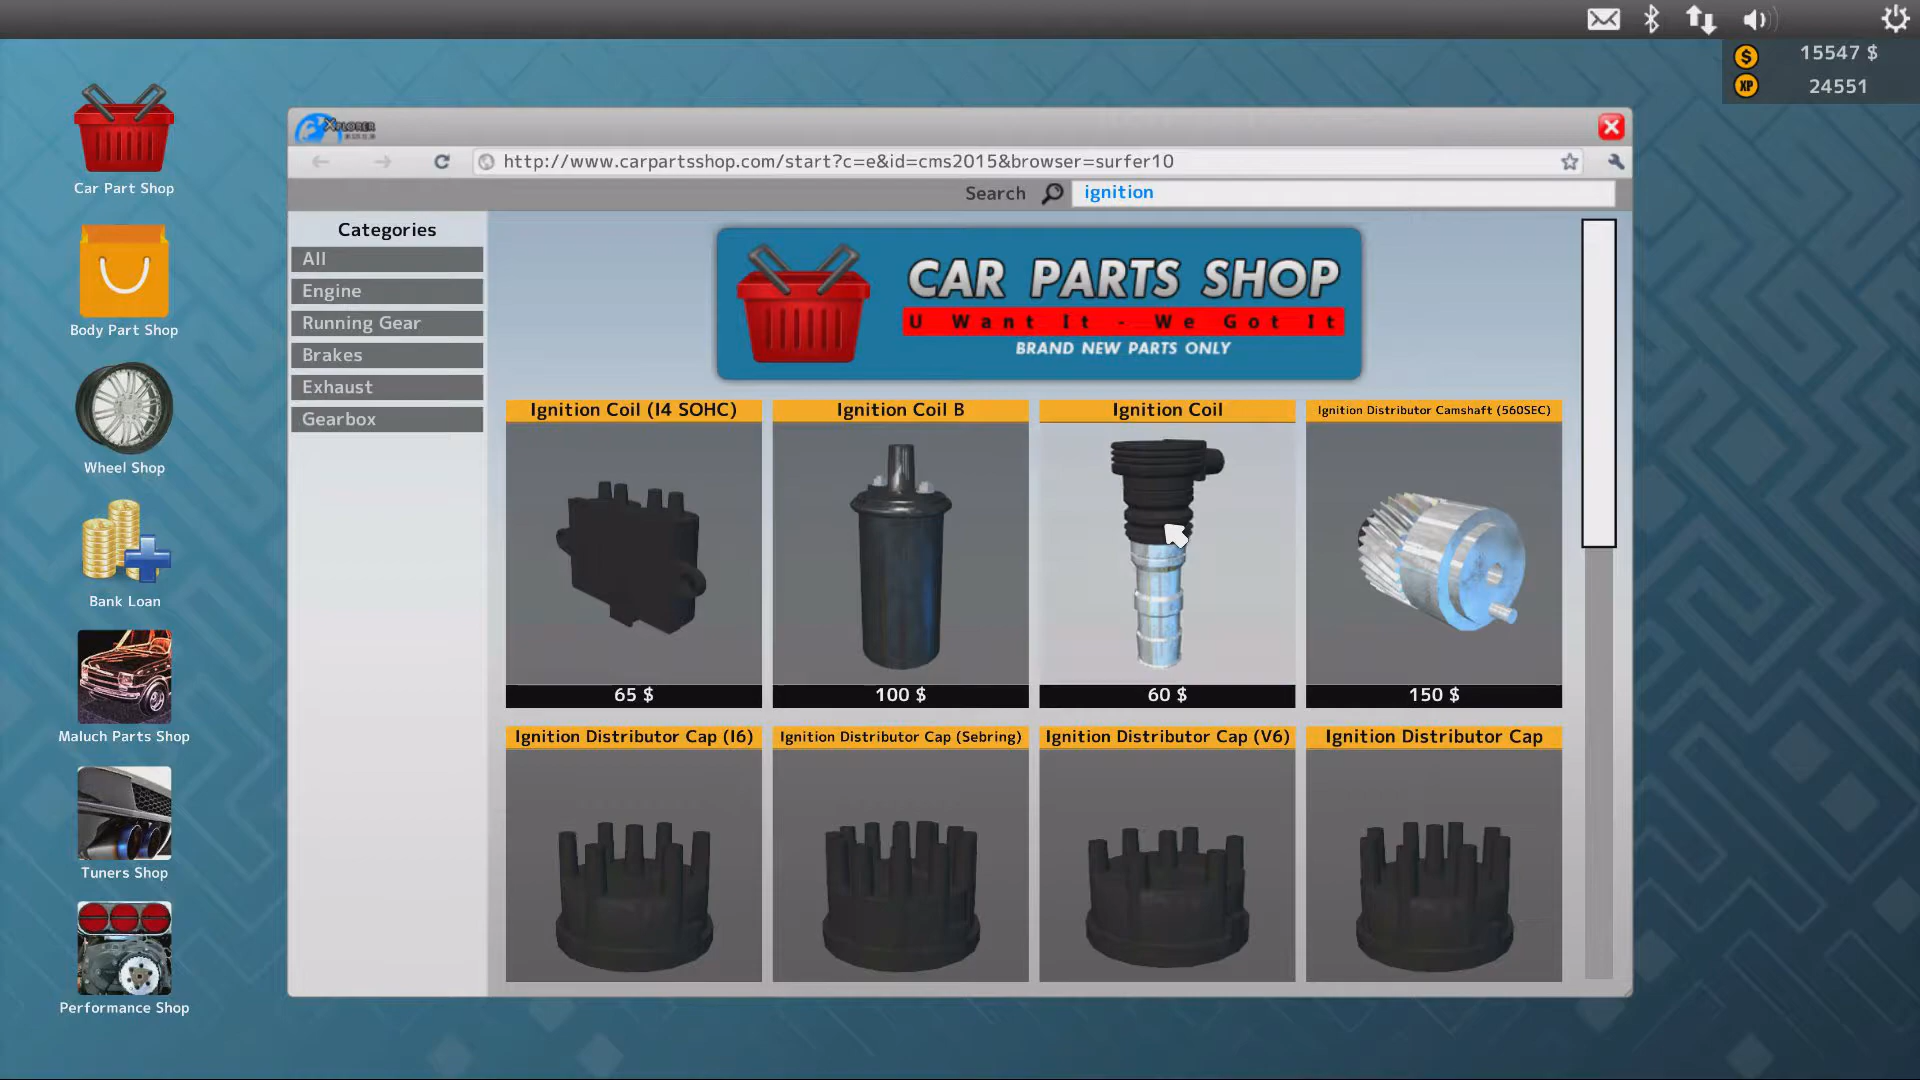 15547 $
XP 24551
Car Part Shop
Body Part Shop
Wheel Shop
Bank Loan
Maluch Parts Shop
Tuners Shop
Performance Shop
XPLORER
http://www.carpartsshop.com/start?c=e&id=cms2015&browser=surfer10
Search ignition
Categories
All
Engine
Running Gear
Brakes
Exhaust
Gearbox
CAR PARTS SHOP
U Want It - We Got It
BRAND NEW PARTS ONLY
Ignition Coil (I4 SOHC)
65 $
Ignition Coil B
100 $
Ignition Coil
60 $
Ignition Distributor Camshaft (560SEC)
150 $
Ignition Distributor Cap (I6)
Ignition Distributor Cap (Sebring)
Ignition Distributor Cap (V6)
Ignition Distributor Cap